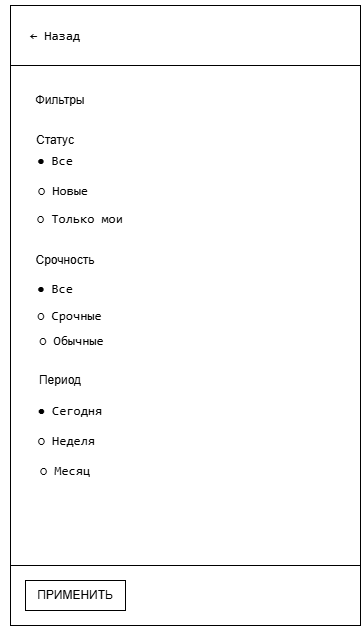 ← Назад
Фильтры
Статус
● Все
○ Новые
○ Только мои
Срочность
● Все
○ Срочные
○ Обычные
Период
● Сегодня
○ Неделя
○ Месяц
ПРИМЕНИТЬ